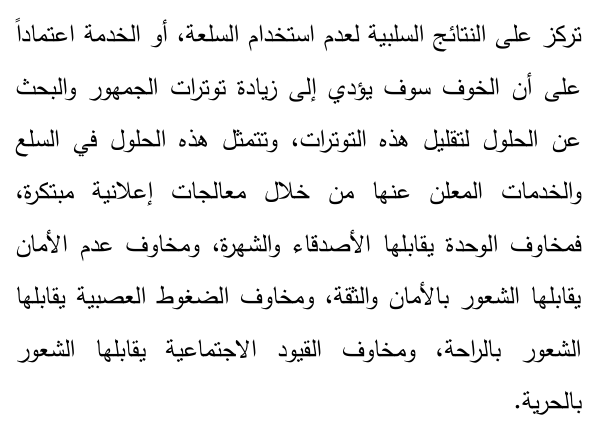 تركز على النتائج السلبية لعدم استخدام السلعة، أو الخدمة اعتماداً
على أن الخوف سوف يؤدي إلى زيادة توترات الجمهور والبحث
عن الحلول لتقليل هذه التوترات، وتتمثل هذه الحلول في السلع
والخدمات المعلن عنها من خلال معالجات إعلانية مبتكرة،
فمخاوف الوحدة يقابلها الأصدقاء والشهرة، ومخاوف عدم الأمان
يقابلها الشعور بالأمان والثقة، ومخاوف الضغوط العصبية يقابلها
الشعور بالراحة، ومخاوف القيود الاجتماعية يقابلها الشعور
بالحرية.